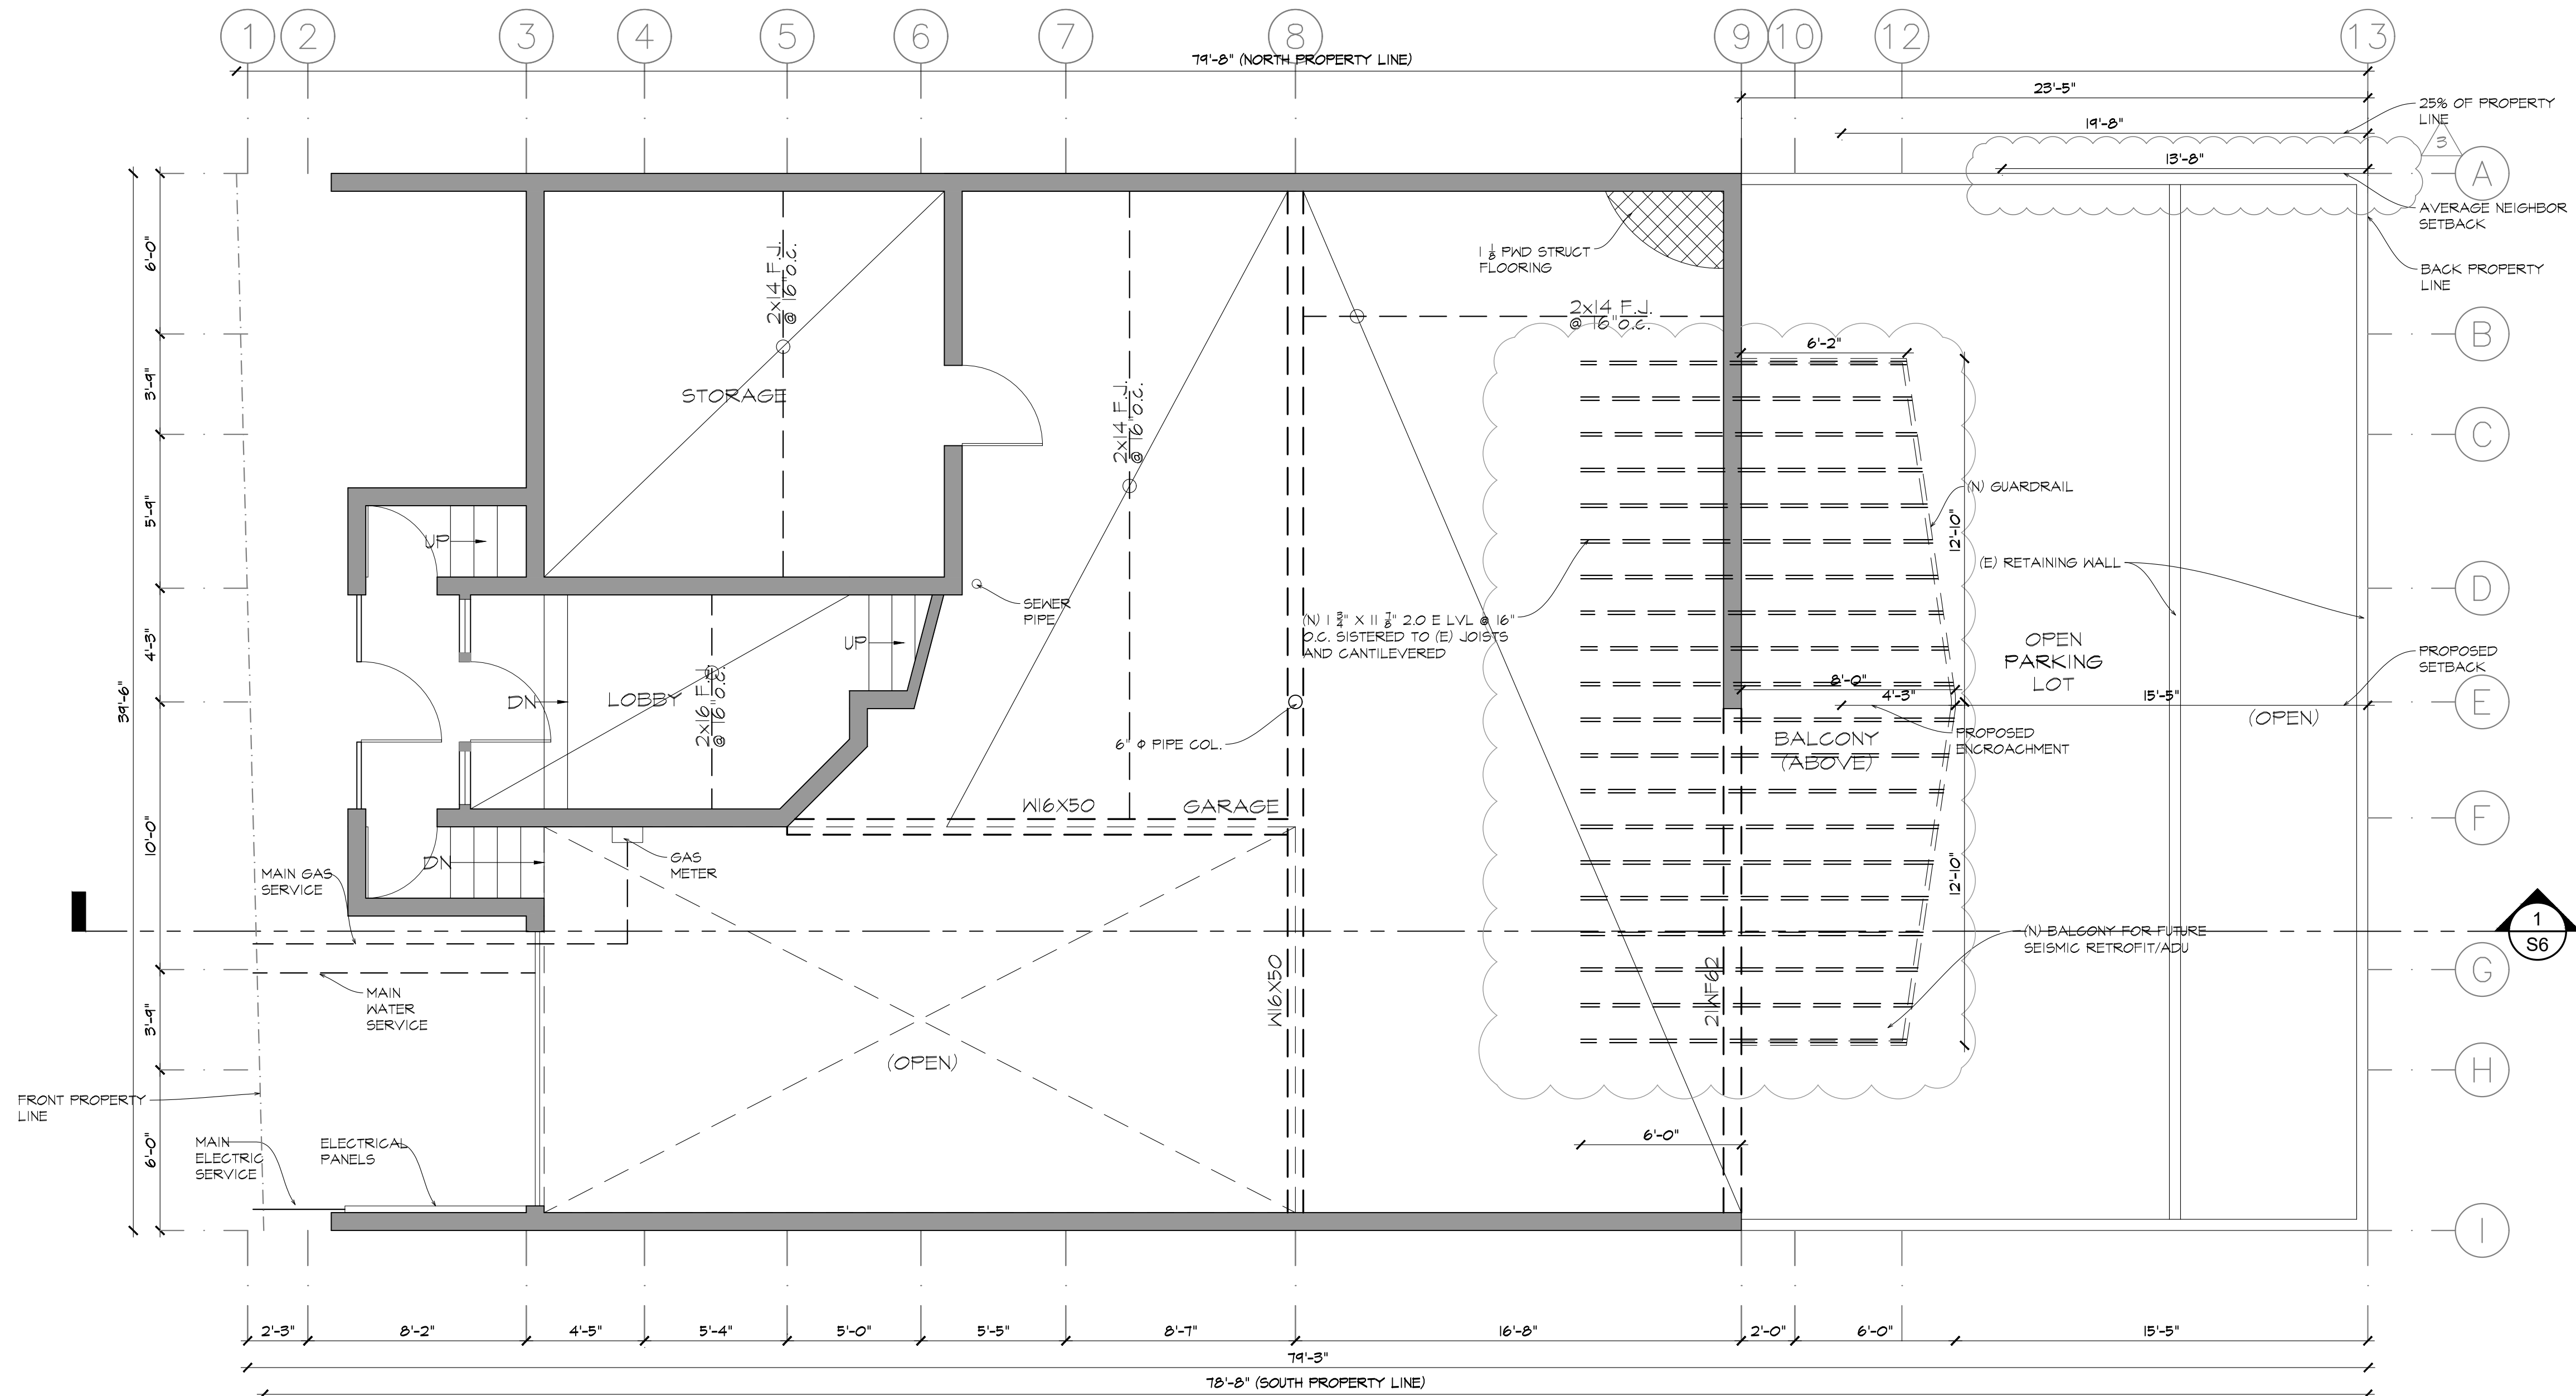 1 2 3 4 5 6 7 8 9 10 12 13
79'-8" (NORTH PROPERTY LINE)
23'-5"
19'-8"
25% OF PROPERTY
LINE
3
13'-8"
A
AVERAGE NEIGHBOR
SETBACK
BACK PROPERTY
LINE
B
C
D
E
F
G
H
I
39'-6"
6'-0"
3'-9"
5'-9"
4'-3"
10'-0"
3'-9"
6'-0"
2x14 F.J.
@ 16"o.c.
STORAGE
2x14 F.J.
@ 16"o.c.
1 1/8 PWD STRUCT
FLOORING
2x14 F.J.
@ 16"o.c.
6'-2"
(N) GUARDRAIL
12'-10"
(E) RETAINING WALL
UP
SEWER
PIPE
(N) 1 3/4" X 11 7/8" 2.0 E LVL @ 16"
O.C. SISTERED TO (E) JOISTS
AND CANTILEVERED
OPEN
PARKING
LOT
PROPOSED
SETBACK
UP
DN
LOBBY
2x16 F.J.
@ 16"o.c.
8'-0"
4'-3"
15'-5"
(OPEN)
6" Φ PIPE COL.
BALCONY
(ABOVE)
PROPOSED
ENCROACHMENT
W16X50
GARAGE
DN
GAS
METER
MAIN GAS
SERVICE
12'-10"
(N) BALCONY FOR FUTURE
SEISMIC RETROFIT/ADU
1
S6
MAIN
WATER
SERVICE
W16X50
21WF62
(OPEN)
FRONT PROPERTY
LINE
MAIN
ELECTRIC
SERVICE
ELECTRICAL
PANELS
6'-0"
2'-3" 8'-2" 4'-5" 5'-4" 5'-0" 5'-5" 8'-7" 16'-8" 2'-0" 6'-0" 15'-5"
79'-3"
78'-8" (SOUTH PROPERTY LINE)